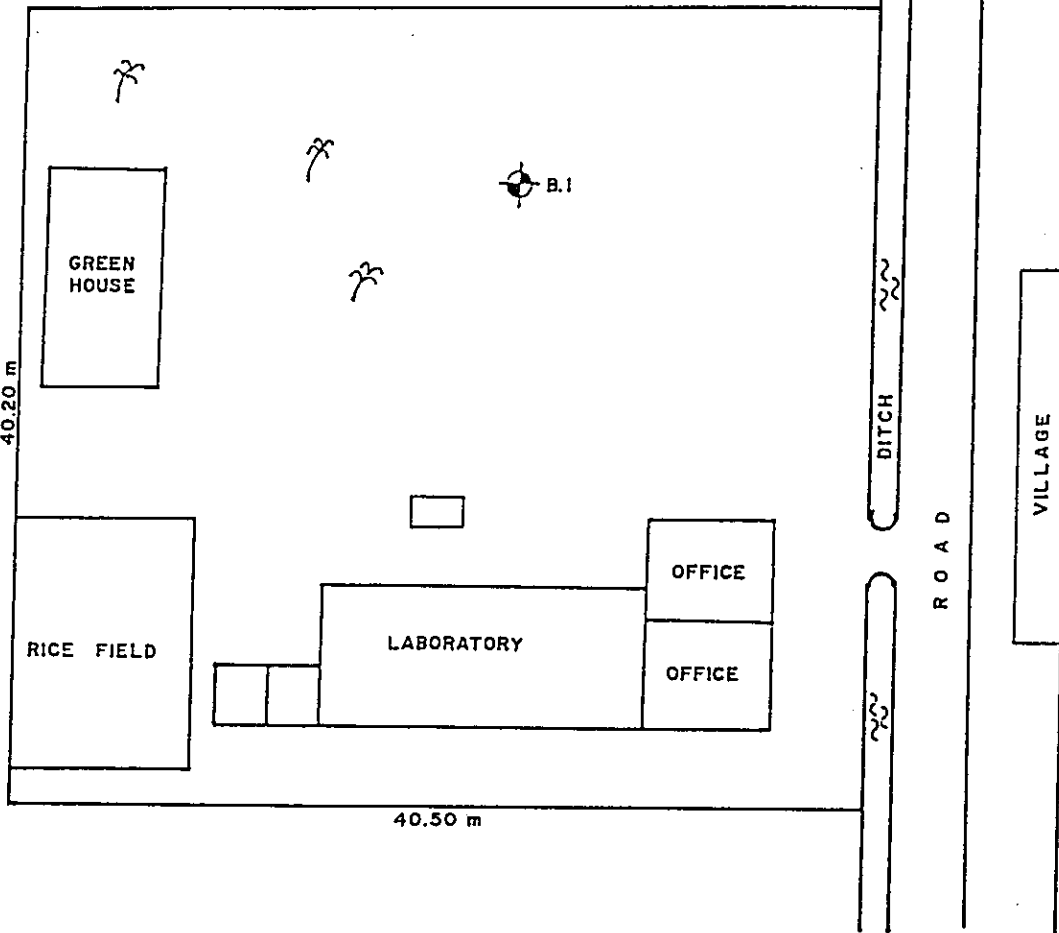 B.1
GREEN
HOUSE
40.20 m
DITCH
VILLAGE
ROAD
OFFICE
LABORATORY
RICE FIELD
OFFICE
40.50 m